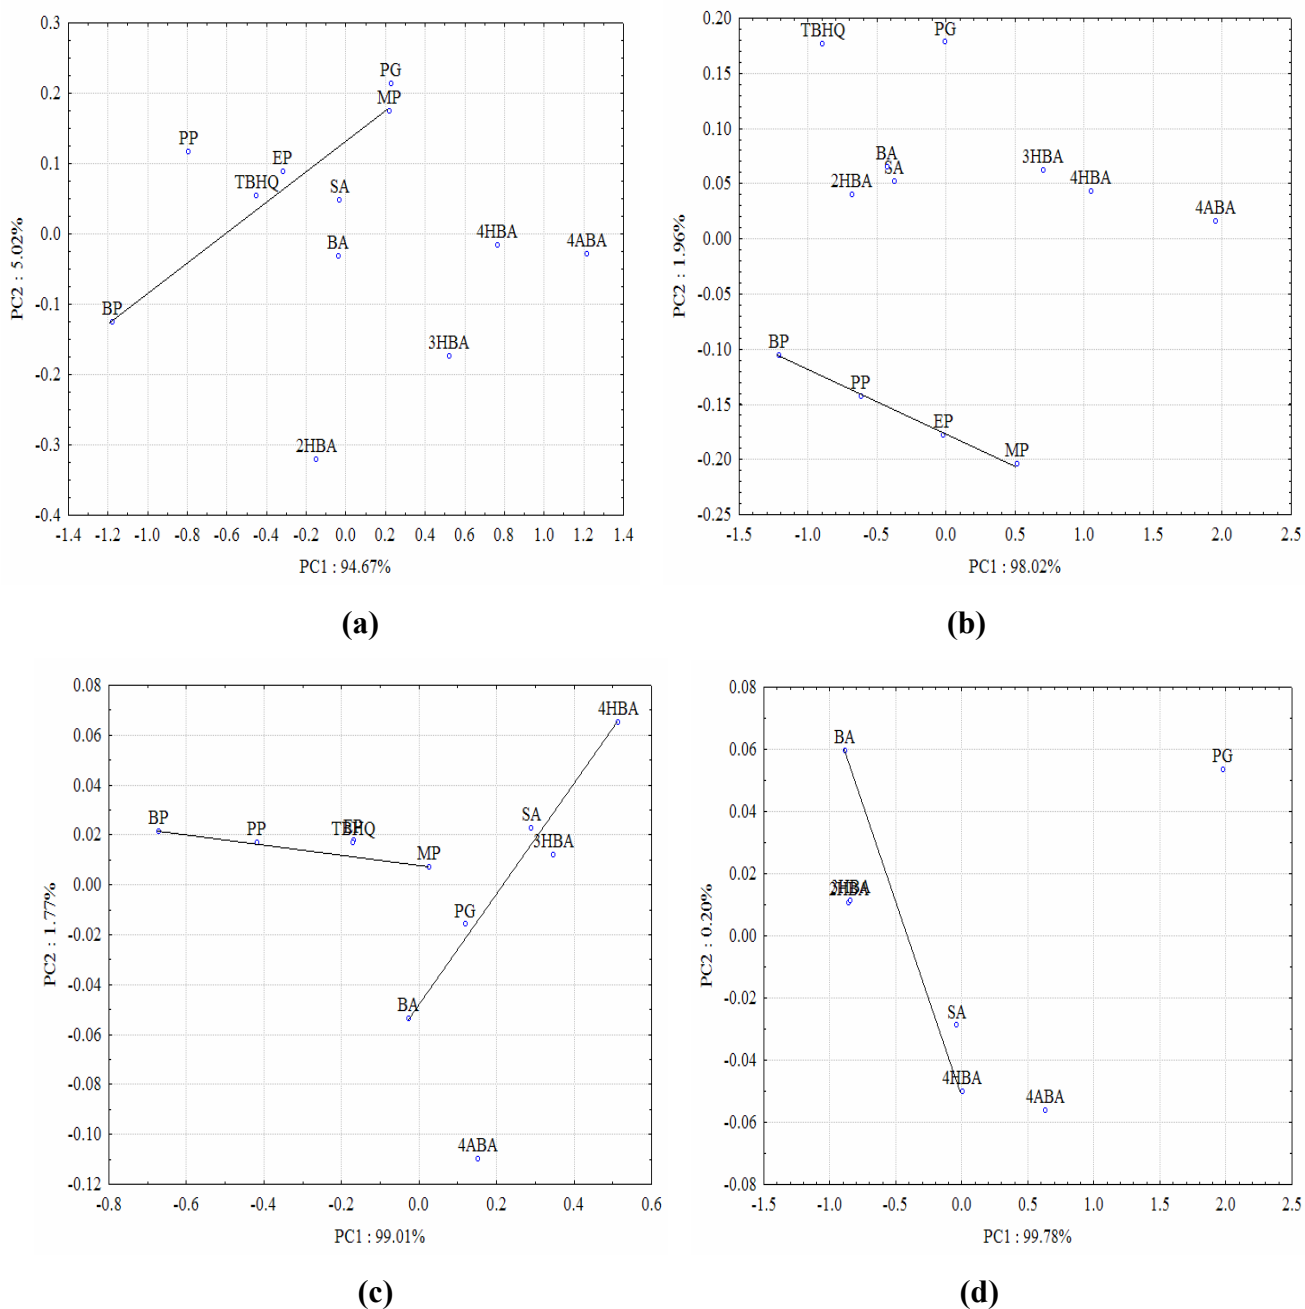 0.3
0.2
0.1
0.0
-0.1
-0.2
-0.3
-0.4
PC2 : 5.02%
PG
MP
PP
EP
TBHQ
SA
4HBA
BA
4ABA
BP
3HBA
2HBA
-1.4 -1.2 -1.0 -0.8 -0.6 -0.4 -0.2 0.0 0.2 0.4 0.6 0.8 1.0 1.2 1.4
PC1 : 94.67%
(a)
0.20
0.15
0.10
0.05
0.00
-0.05
-0.10
-0.15
-0.20
-0.25
PC2 : 1.96%
TBHQ
PG
BA
SA
2HBA
3HBA
4HBA
4ABA
BP
PP
EP
MP
-1.5 -1.0 -0.5 0.0 0.5 1.0 1.5 2.0 2.5
PC1 : 98.02%
(b)
0.08
0.06
0.04
0.02
0.00
-0.02
-0.04
-0.06
-0.08
-0.10
-0.12
PC2 : 1.77%
4HBA
BP
PP
EP
TBHQ
SA
3HBA
MP
PG
BA
4ABA
-0.8 -0.6 -0.4 -0.2 0.0 0.2 0.4 0.6
PC1 : 99.01%
(c)
0.08
0.06
0.04
0.02
0.00
-0.02
-0.04
-0.06
-0.08
PC2 : 0.20%
BA
PG
3HBA
2HBA
SA
4HBA
4ABA
-1.5 -1.0 -0.5 0.0 0.5 1.0 1.5 2.0 2.5
PC1 : 99.78%
(d)